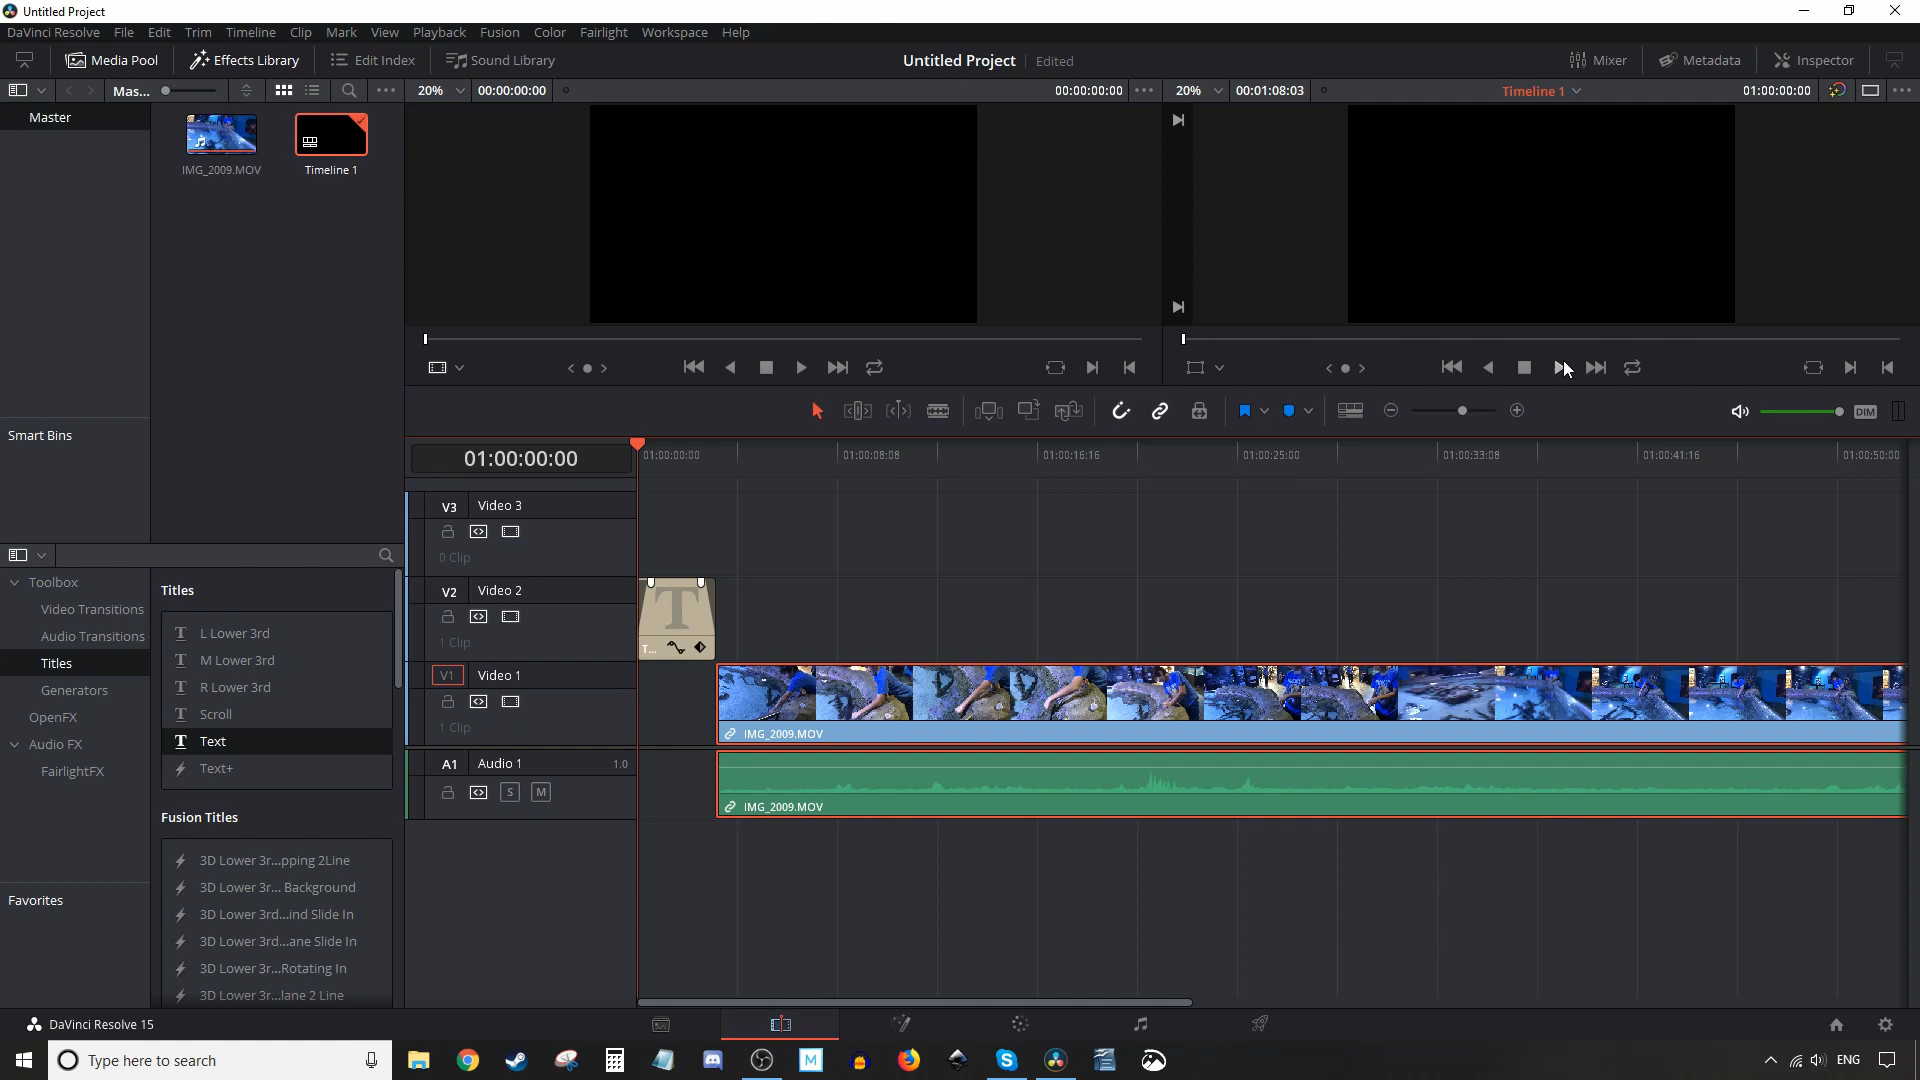 Untitled Project
DaVinci Resolve File Edit Trim Timeline Clip Mark View Playback Fusion Color Fairlight Workspace Help
Media Pool Effects Library Edit Index Sound Library Untitled Project Edited Mixer Metadata Inspector
Mas... 20% 00:00:00:00 00:00:00:00 20% 00:01:08:03 Timeline 1 01:00:00:00
Master
IMG_2009.MOV Timeline 1
DIM
01:00:00:00 01:00:00:00 01:00:08:08 01:00:16:16 01:00:25:00 01:00:33:08 01:00:41:16 01:00:50:00
Smart Bins
V3 Video 3
0 Clip
V2 Video 2
1 Clip
T
T...
V1 Video 1
1 Clip
IMG_2009.MOV
A1 Audio 1 1.0
S M
IMG_2009.MOV
Toolbox
Video Transitions
Audio Transitions
Titles
Generators
OpenFX
Audio FX
FairlightFX
Favorites
Titles
T L Lower 3rd
T M Lower 3rd
T R Lower 3rd
T Scroll
T Text
Text+
Fusion Titles
3D Lower 3r...pping 2Line
3D Lower 3r... Background
3D Lower 3rd...ind Slide In
3D Lower 3rd...ane Slide In
3D Lower 3r...Rotating In
3D Lower 3r...lane 2 Line
DaVinci Resolve 15
Type here to search M ENG